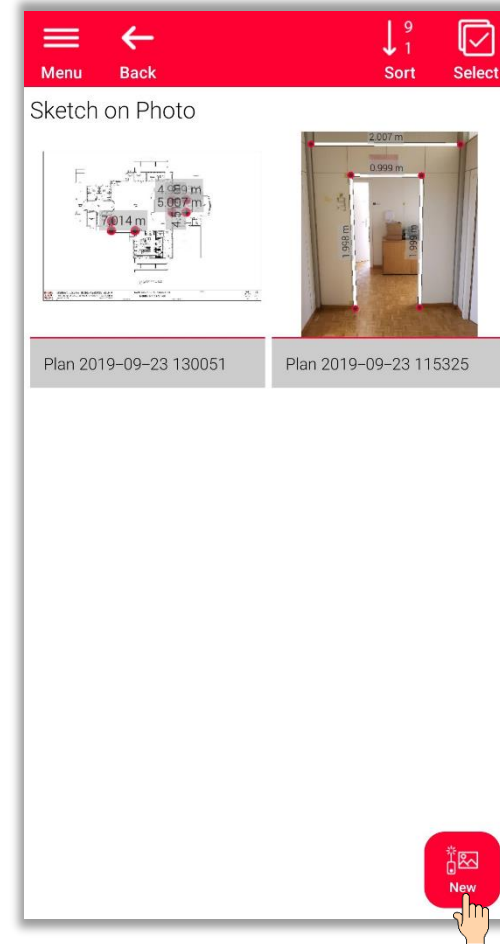 Menu
Back
9
1
Sort
Select
Sketch on Photo
4.999 m
5.007 m
7.014 m
2.007 m
0.999 m
1.998 m
1.999 m
Plan 2019-09-23 130051
Plan 2019-09-23 115325
New